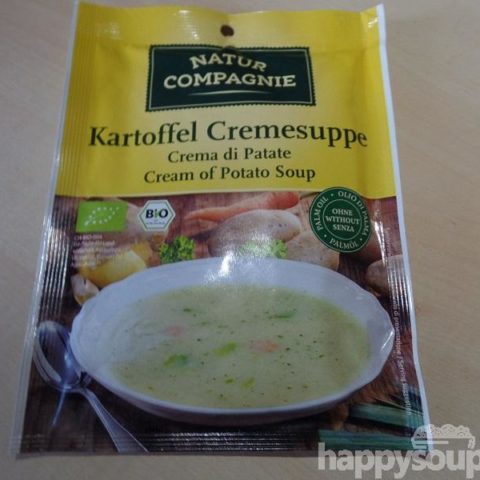 NATUR
COMPAGNIE
Kartoffel Cremesuppe
Crema di Patate
Cream of Potato Soup
BIO
PALM OIL
OLIO DI PALMA
PALMÖL
OHNE
WITHOUT
SENZA
happysoup